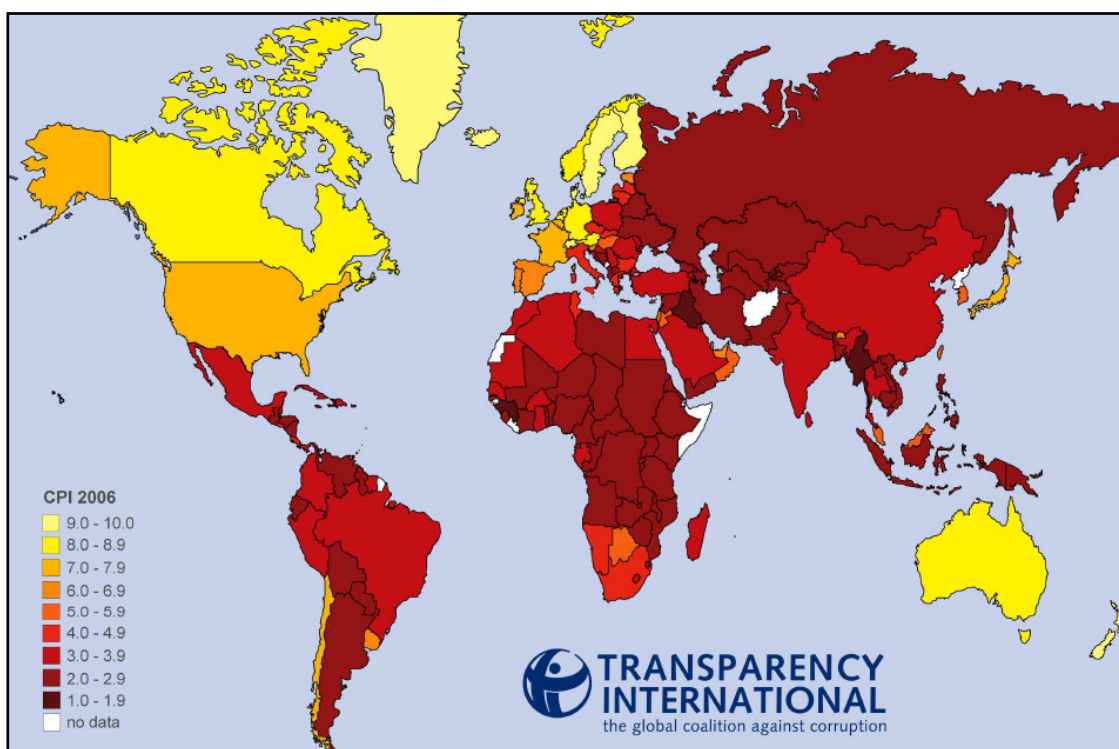 CPI 2006
9.0 - 10.0
8.0 - 8.9
7.0 - 7.9
6.0 - 6.9
5.0 - 5.9
4.0 - 4.9
3.0 - 3.9
2.0 - 2.9
1.0 - 1.9
no data
TRANSPARENCY
INTERNATIONAL
the global coalition against corruption